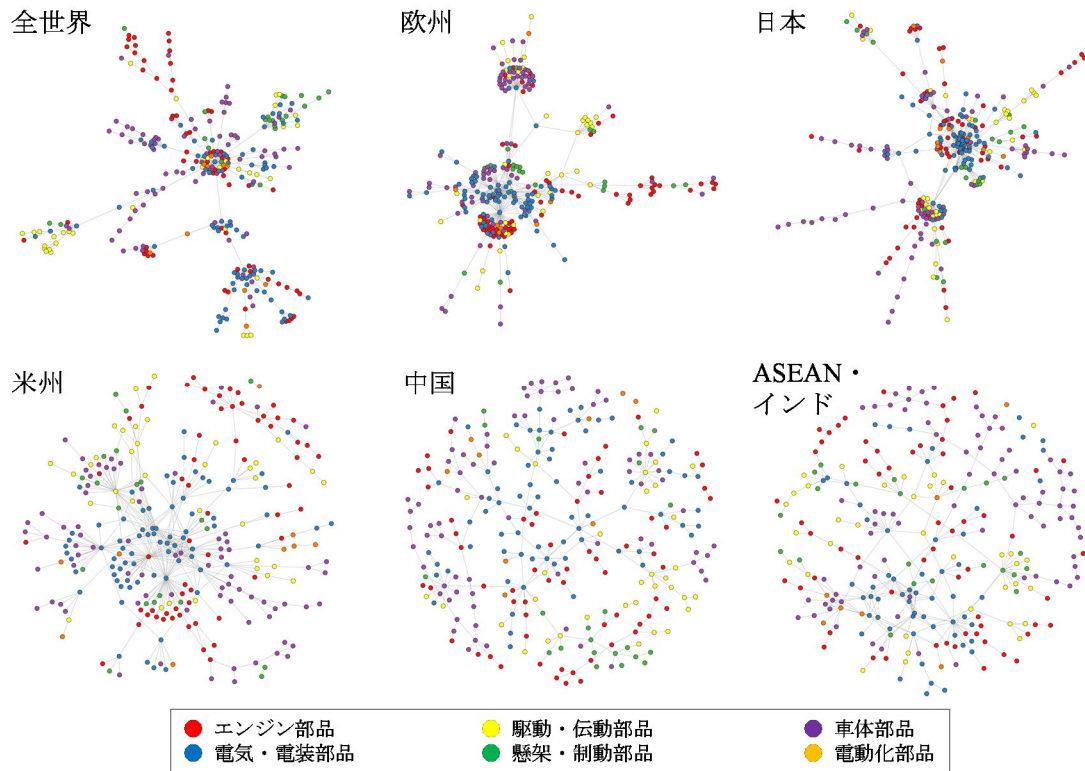 全世界
欧州
日本
米州
中国
ASEAN・
インド
エンジン部品
駆動・伝動部品
車体部品
電気・電装部品
懸架・制動部品
電動化部品